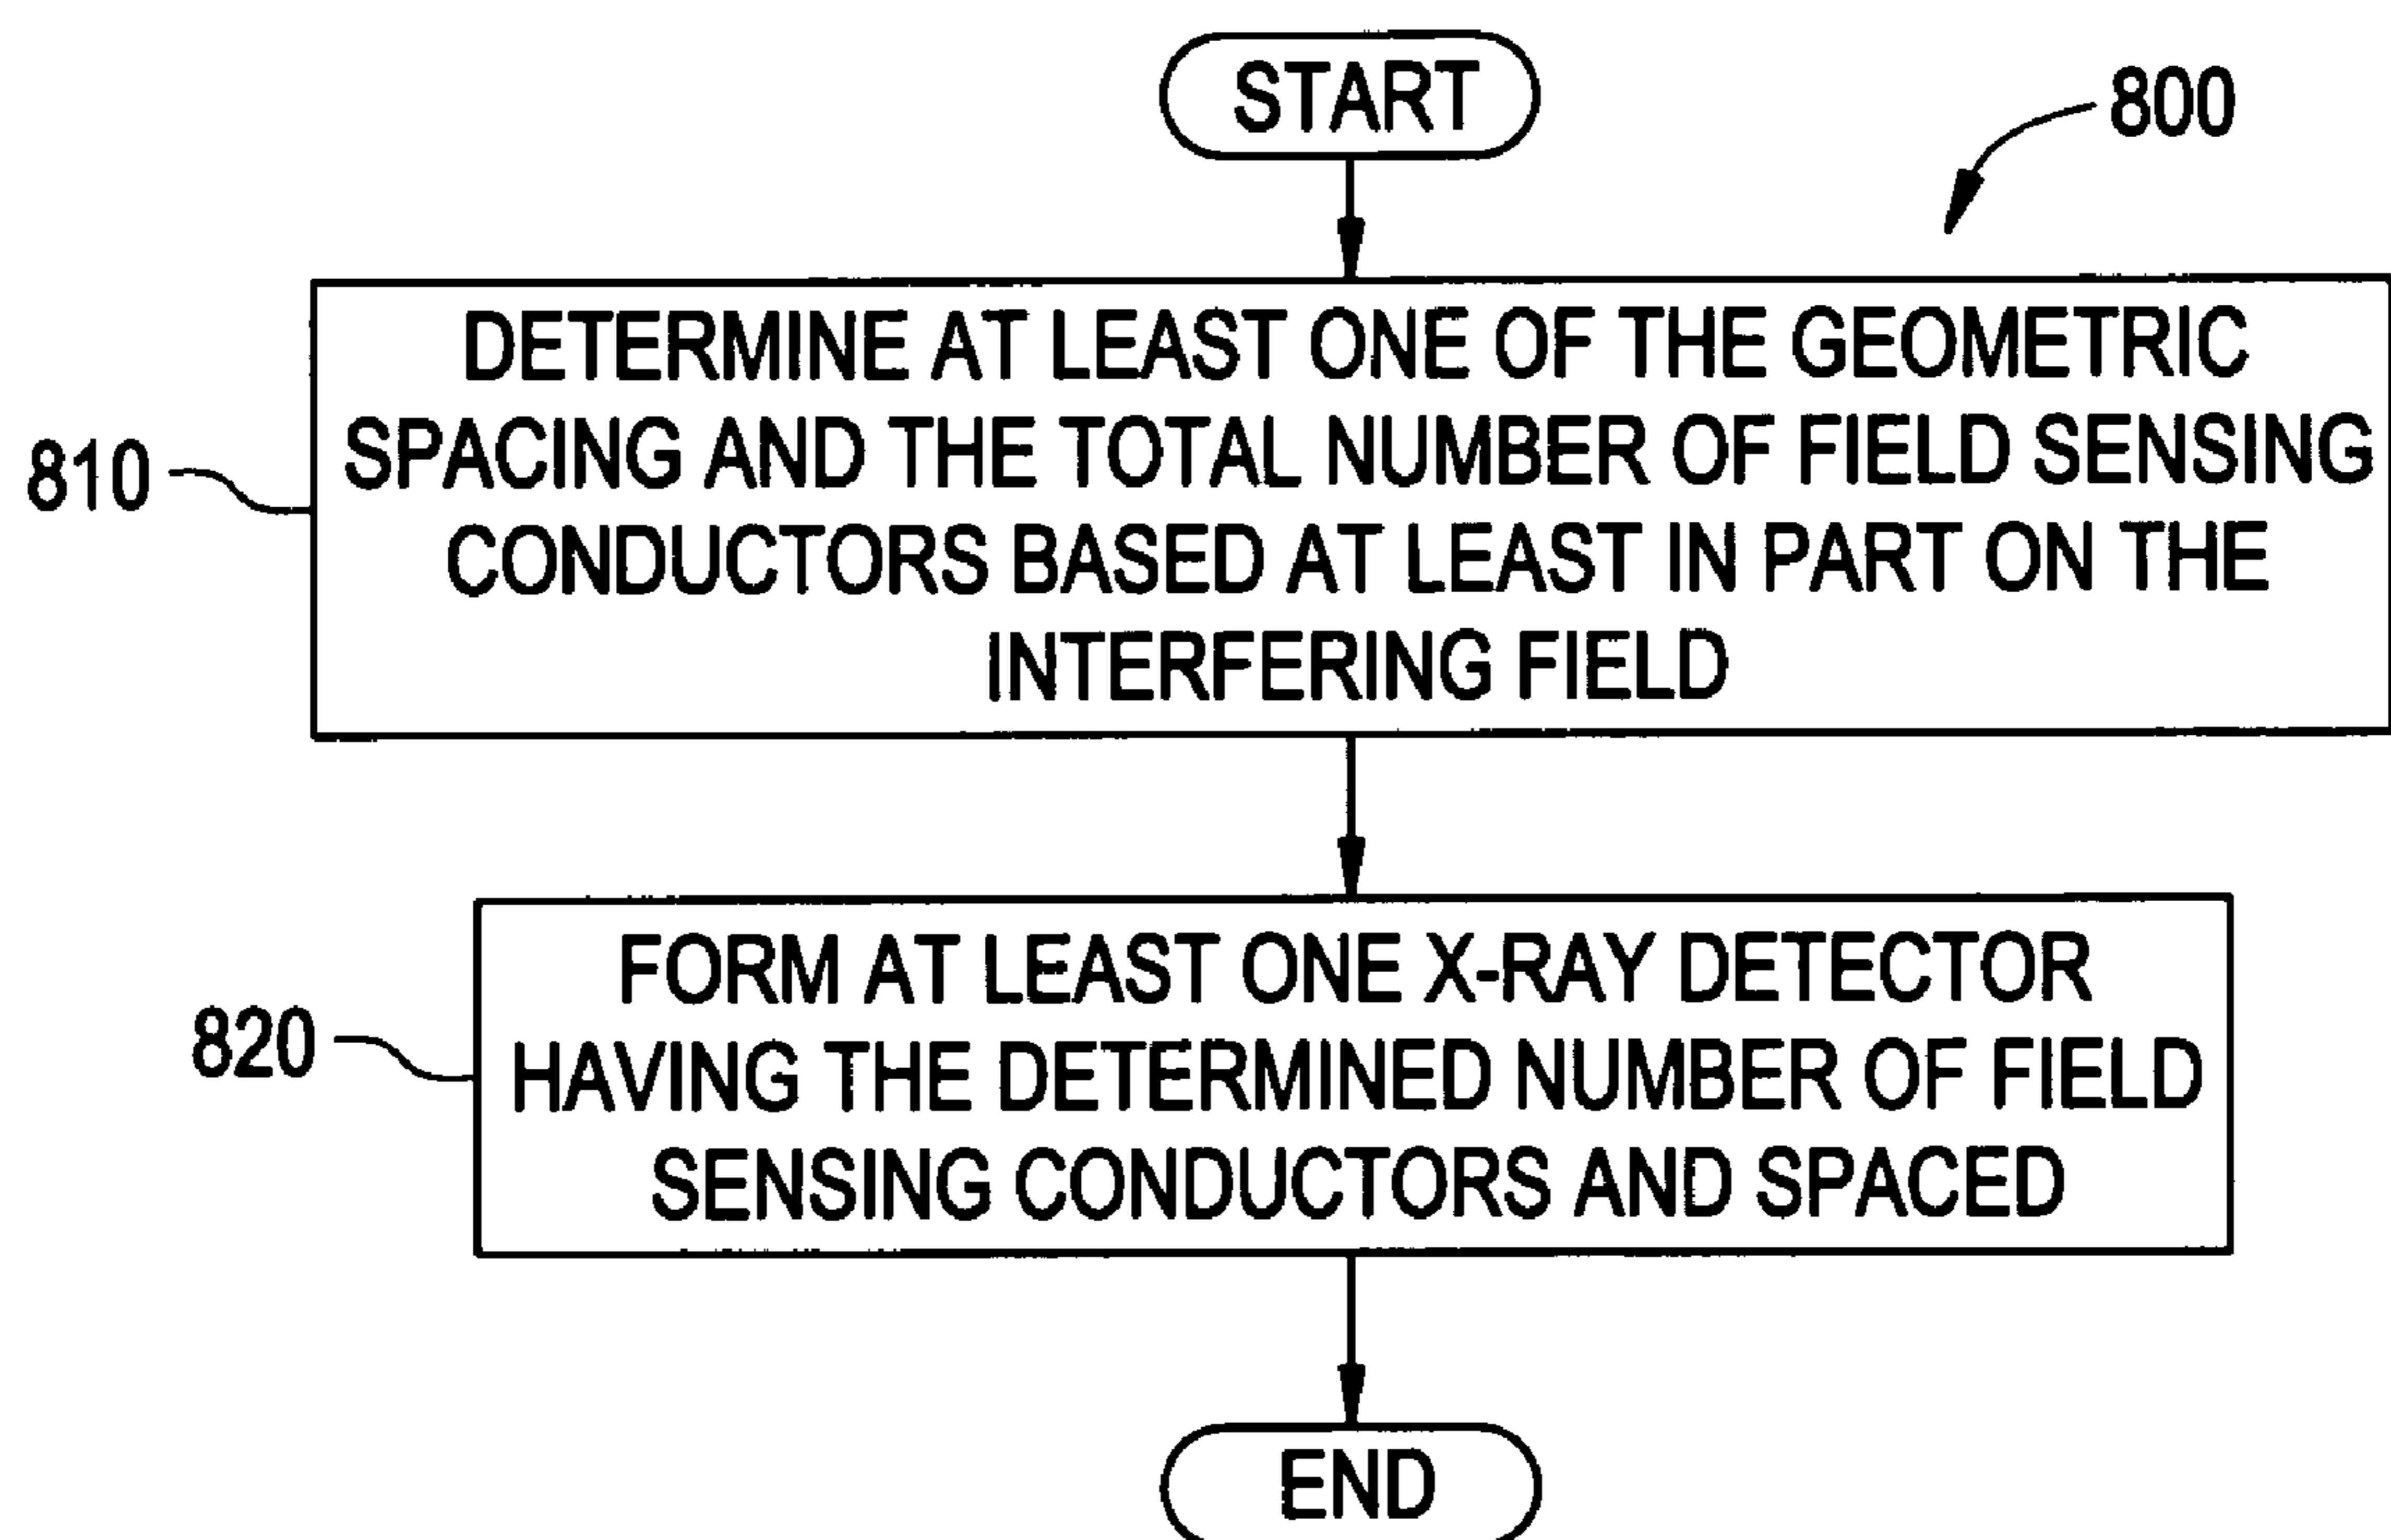 START
800
DETERMINE AT LEAST ONE OF THE GEOMETRIC
SPACING AND THE TOTAL NUMBER OF FIELD SENSING
CONDUCTORS BASED AT LEAST IN PART ON THE
INTERFERING FIELD
810
FORM AT LEAST ONE X-RAY DETECTOR
HAVING THE DETERMINED NUMBER OF FIELD
SENSING CONDUCTORS AND SPACED
820
END